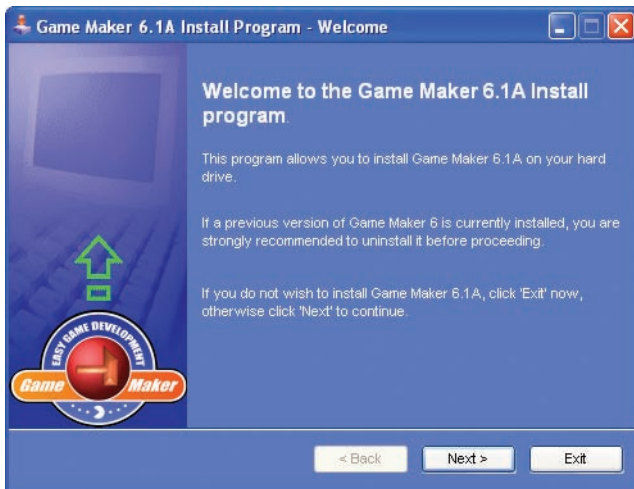 Game Maker 6.1A Install Program - Welcome
Welcome to the Game Maker 6.1A Install
program.
This program allows you to install Game Maker 6.1A on your hard
drive.
If a previous version of Game Maker 6 is currently installed, you are
strongly recommended to uninstall it before proceeding.
If you do not wish to install Game Maker 6.1A, click 'Exit' now,
otherwise click 'Next' to continue.
EASY GAME DEVELOPMENT
Game Maker
< Back Next > Exit